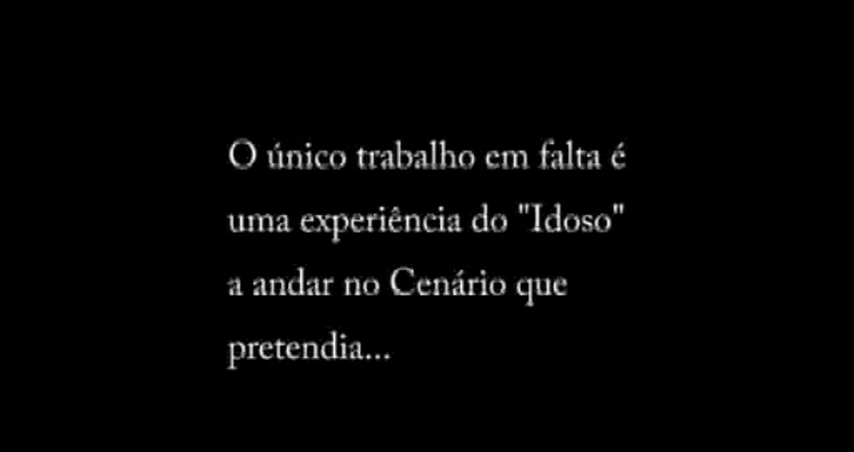 O único trabalho em falta é
uma experiência do "Idoso"
a andar no Cenário que
pretendia...